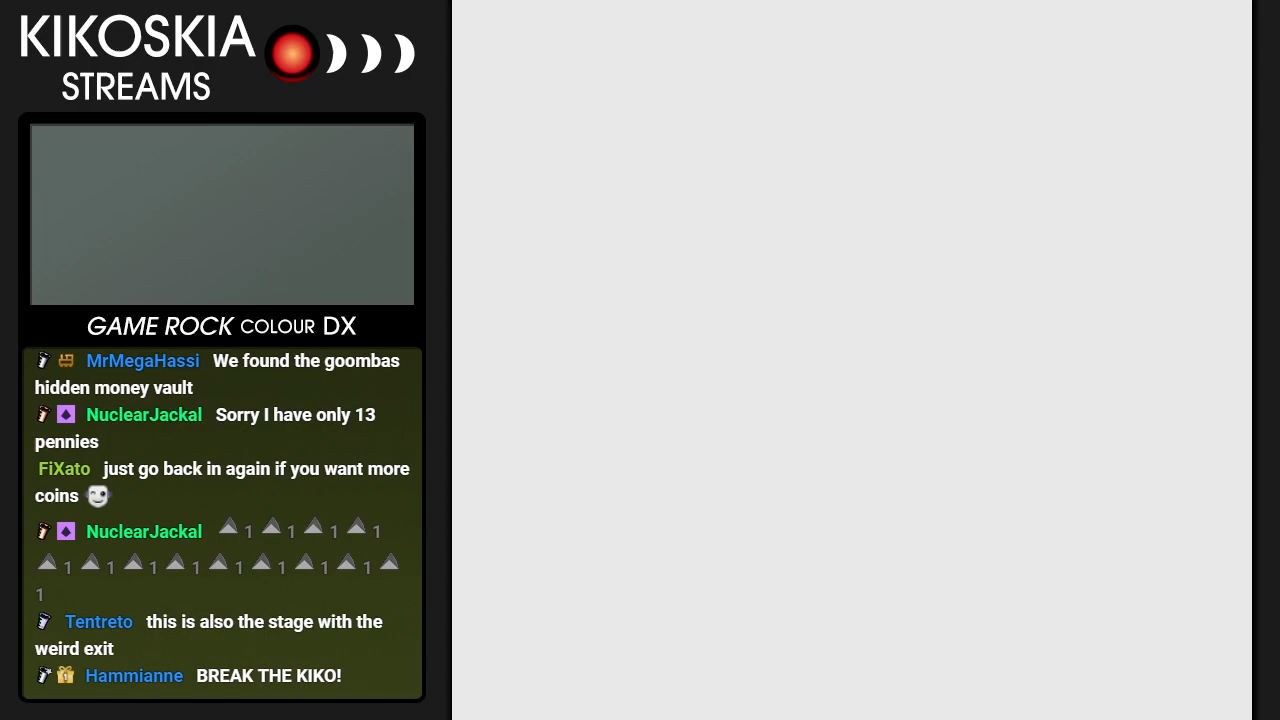 KIKOSKIA
STREAMS
GAME ROCK COLOUR DX
MrMegaHassi We found the goombas
hidden money vault
NuclearJackal Sorry I have only 13
pennies
FiXato just go back in again if you want more
coins
NuclearJackal 1 1 1 1
1 1 1 1 1 1 1 1
1
Tentreto this is also the stage with the
weird exit
Hammianne BREAK THE KIKO!